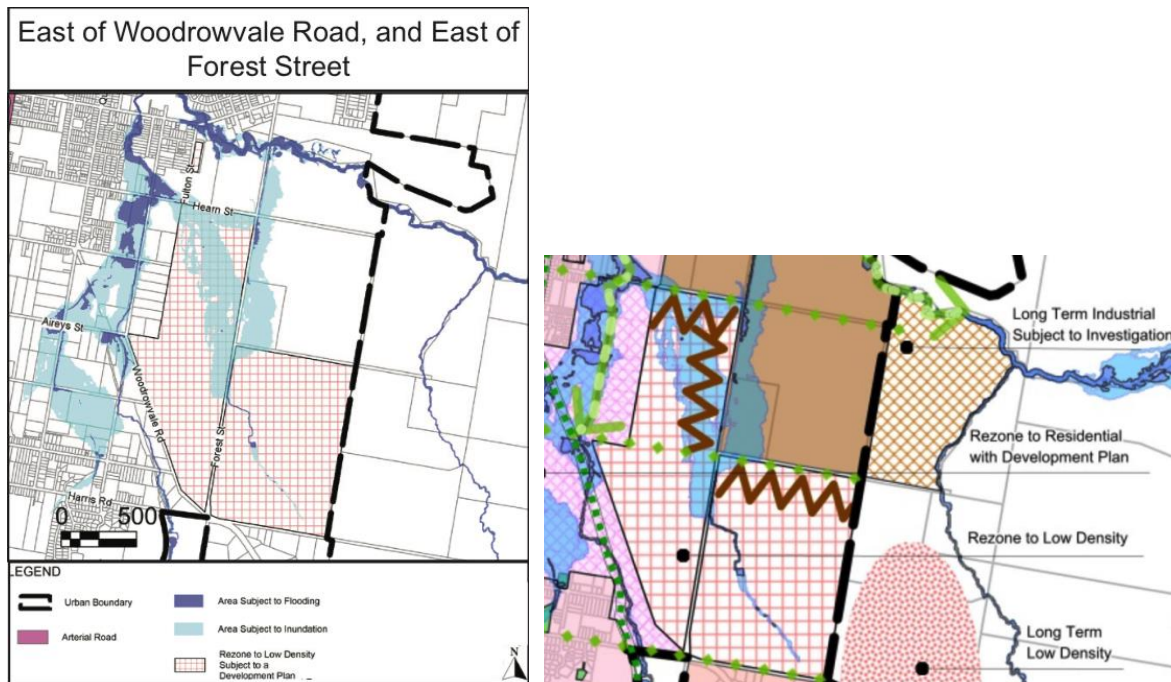 East of Woodrowvale Road, and East of
Forest Street
Fulton St
Hearn St
Aireys St
Woodrowvale Rd
Forest St
Harris Rd
0 500
LEGEND
Urban Boundary
Arterial Road
Area Subject to Flooding
Area Subject to Inundation
Rezone to Low Density
Subject to a
Development Plan
N
Long Term Industrial
Subject to Investigation
Rezone to Residential
with Development Plan
Rezone to Low Density
Long Term
Low Density